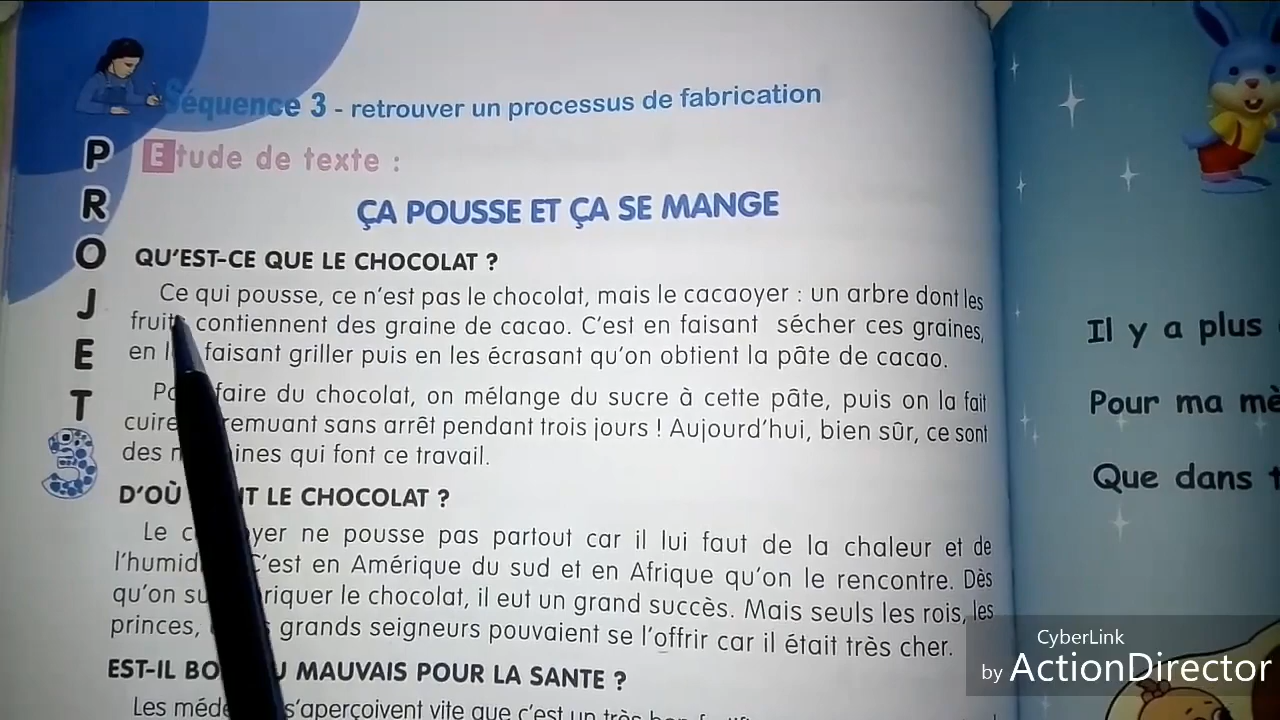 Séquence 3 - retrouver un processus de fabrication
PROJET
3
Etude de texte :
ÇA POUSSE ET ÇA SE MANGE
QU'EST-CE QUE LE CHOCOLAT ?
Ce qui pousse, ce n'est pas le chocolat, mais le cacaoyer : un arbre dont les
fruits contiennent des graine de cacao. C'est en faisant sécher ces graines,
en faisant griller puis en les écrasant qu'on obtient la pâte de cacao.
faire du chocolat, on mélange du sucre à cette pâte, puis on la fait
cuire remuant sans arrêt pendant trois jours ! Aujourd'hui, bien sûr, ce sont
des qui font ce travail.
D'OÙ LE CHOCOLAT ?
Le ne pousse pas partout car il lui faut de la chaleur et de
C'est en Amérique du sud et en Afrique qu'on le rencontre. Dès
qu'on le chocolat, il eut un grand succès. Mais seuls les rois, les
princes, grands seigneurs pouvaient se l'offrir car il était très cher.
EST-IL MAUVAIS POUR LA SANTE ?
Les s'aperçoivent vite que c'est un très
Il y a plus
Pour ma
Que dans
CyberLink
by ActionDirector